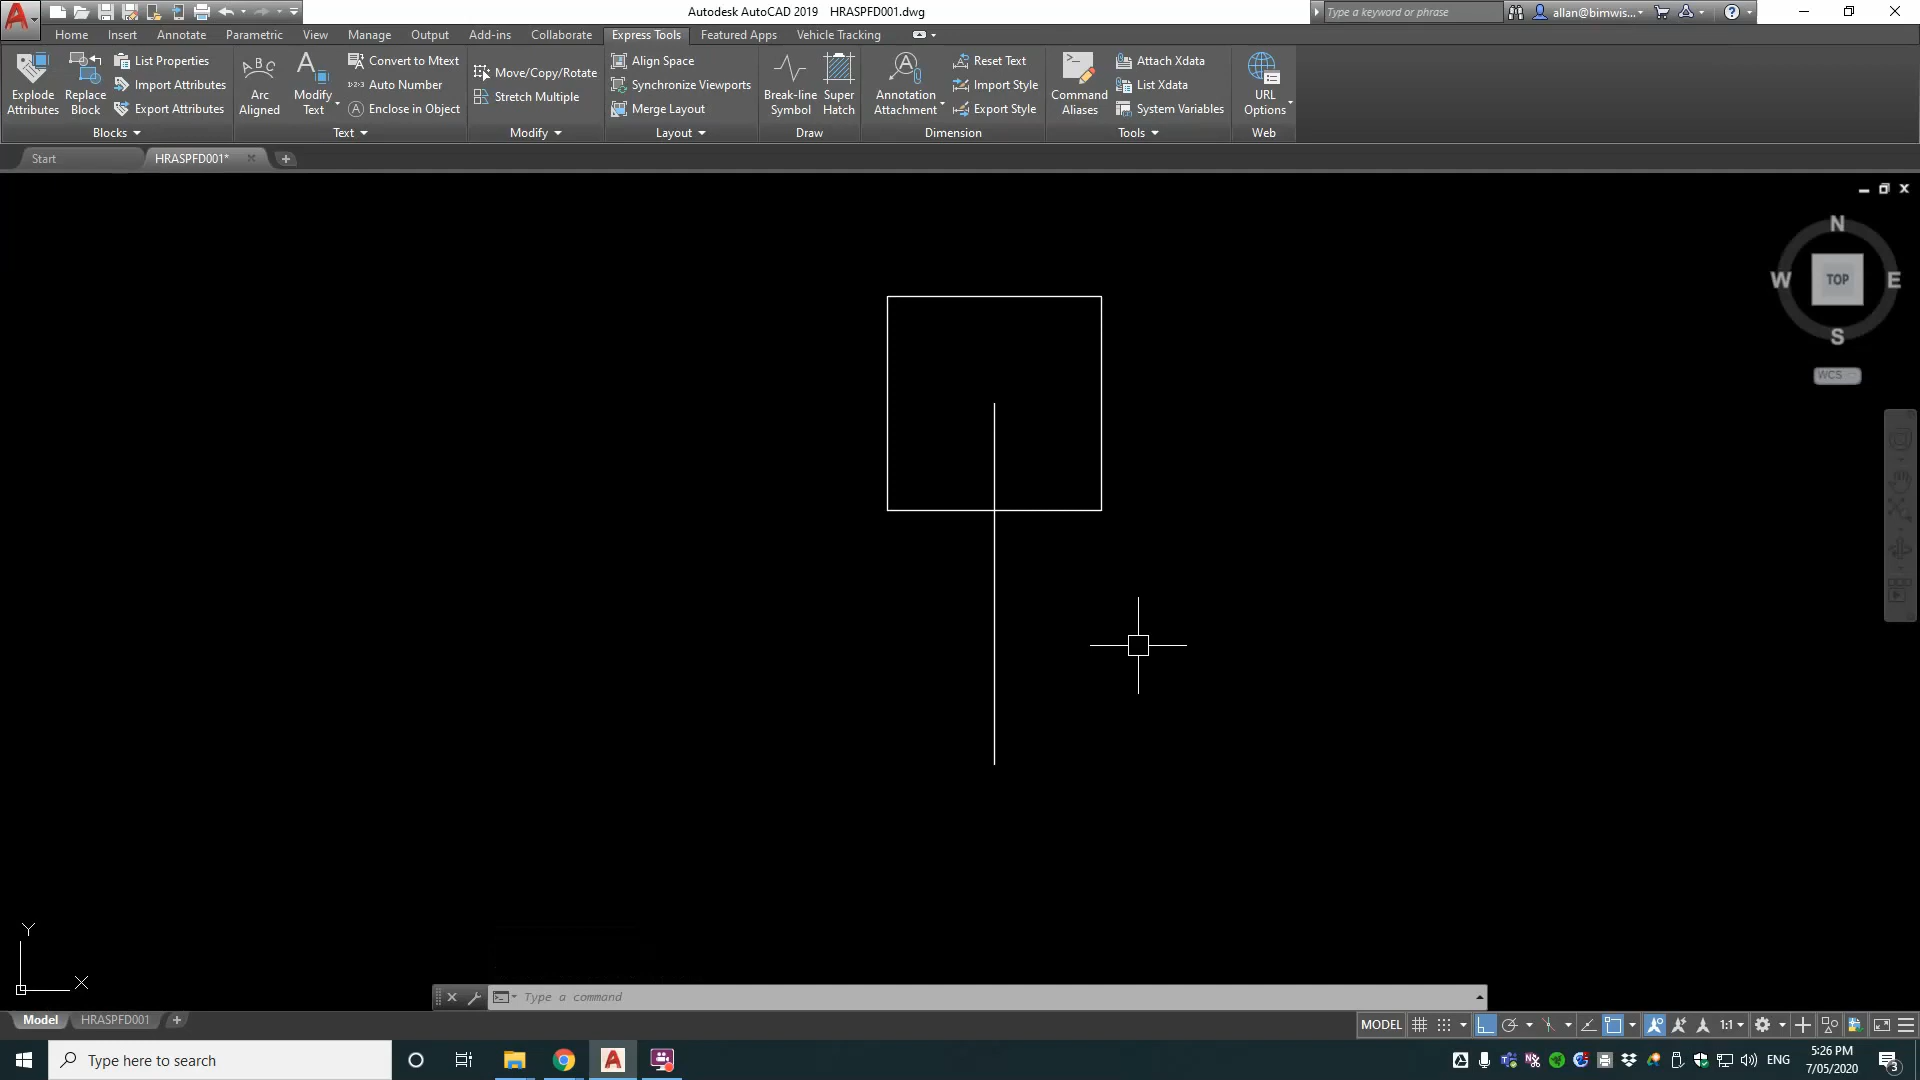 Autodesk AutoCAD 2019 HRASPFD001.dwg
Type a keyword or phrase
allan@bimwis...
Home Insert Annotate Parametric View Manage Output Add-ins Collaborate Express Tools Featured Apps Vehicle Tracking
Explode Attributes
Replace Block
List Properties
Import Attributes
Export Attributes
Blocks
Arc Aligned
Modify Text
Convert to Mtext
Auto Number
Enclose in Object
Text
Move/Copy/Rotate
Stretch Multiple
Modify
Align Space
Synchronize Viewports
Merge Layout
Layout
Break-line Symbol
Super Hatch
Draw
Annotation Attachment
Reset Text
Import Style
Export Style
Dimension
Command Aliases
Attach Xdata
List Xdata
System Variables
Tools
URL Options
Web
Start
HRASPFD001*
N
W
TOP
E
S
WCS
Y
X
Type a command
Model HRASPFD001
MODEL
1:1
Type here to search
ENG
5:26 PM
7/05/2020
3